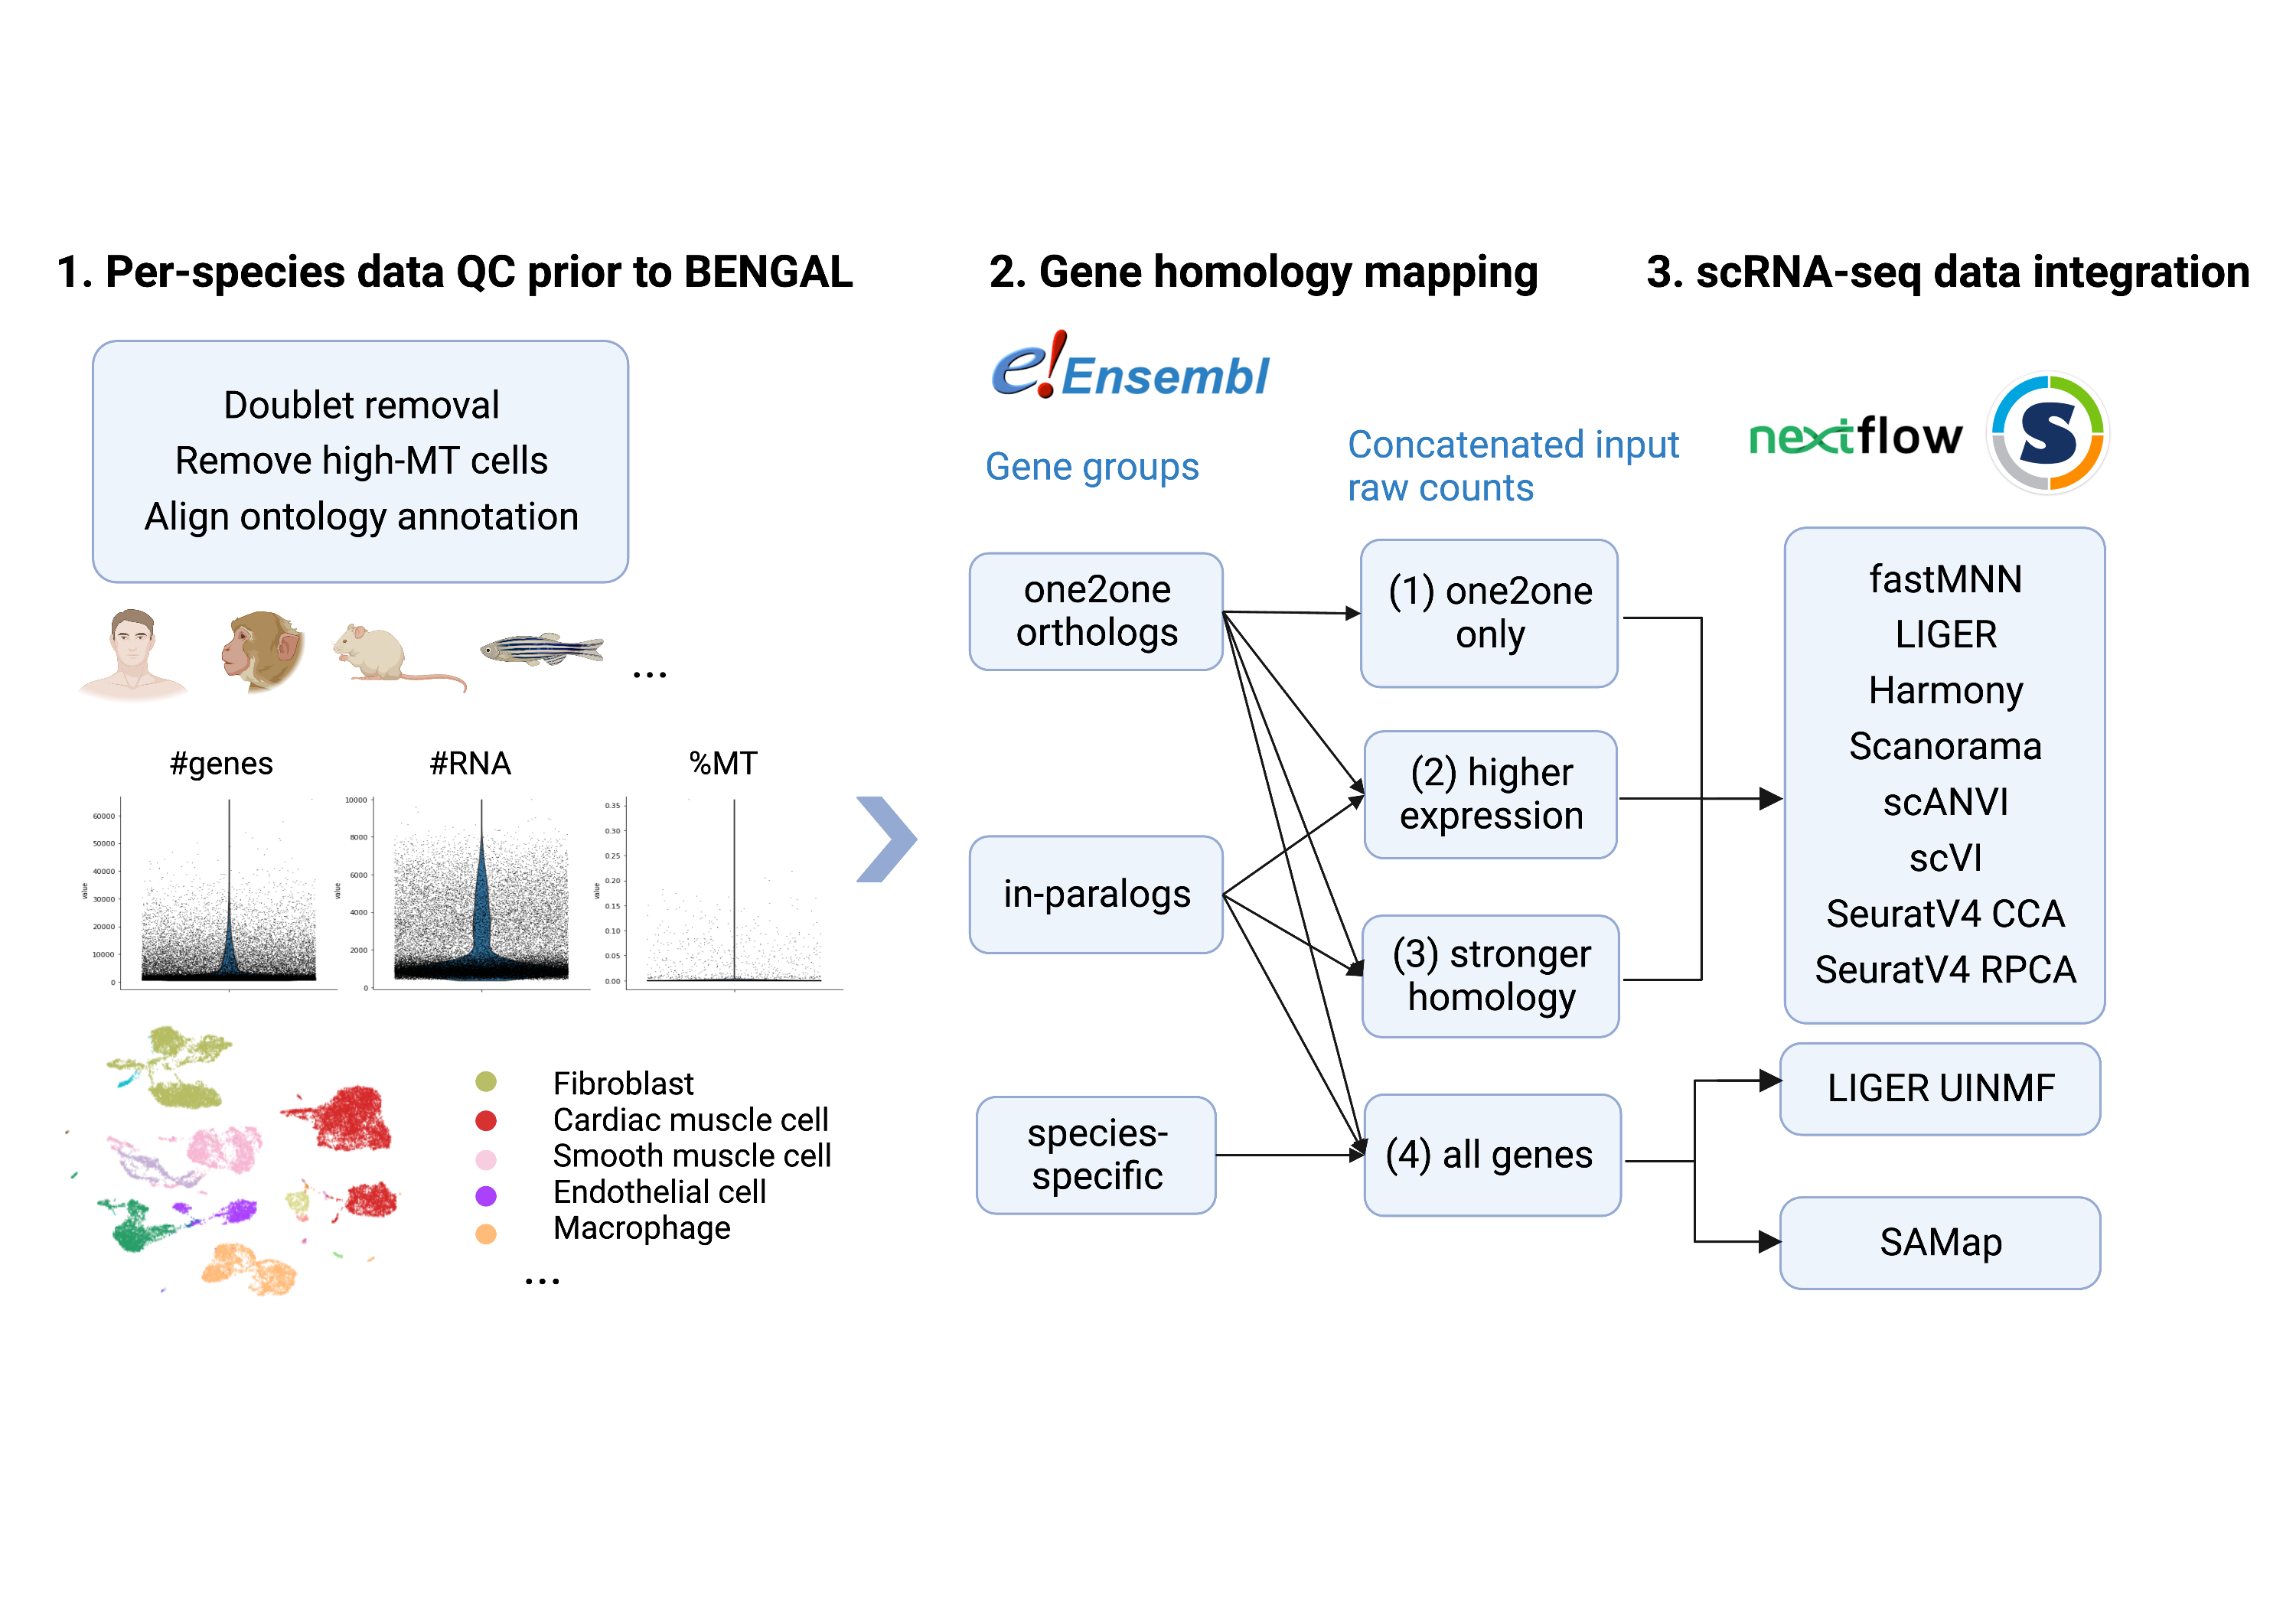 1. Per-species data QC prior to BENGAL
Doublet removal
Remove high-MT cells
Align ontology annotation
...
#genes
60000
50000
40000
30000
20000
10000
0
value
#RNA
10000
8000
6000
4000
2000
0
value
%MT
0.35
0.30
0.25
0.20
0.15
0.10
0.05
0.00
value
Fibroblast
Cardiac muscle cell
Smooth muscle cell
Endothelial cell
Macrophage
...
2. Gene homology mapping
e!Ensembl
Gene groups
Concatenated input
raw counts
one2one
orthologs
in-paralogs
species-
specific
(1) one2one
only
(2) higher
expression
(3) stronger
homology
(4) all genes
3. scRNA-seq data integration
nextflow
S
fastMNN
LIGER
Harmony
Scanorama
scANVI
scVI
SeuratV4 CCA
SeuratV4 RPCA
LIGER UINMF
SAMap